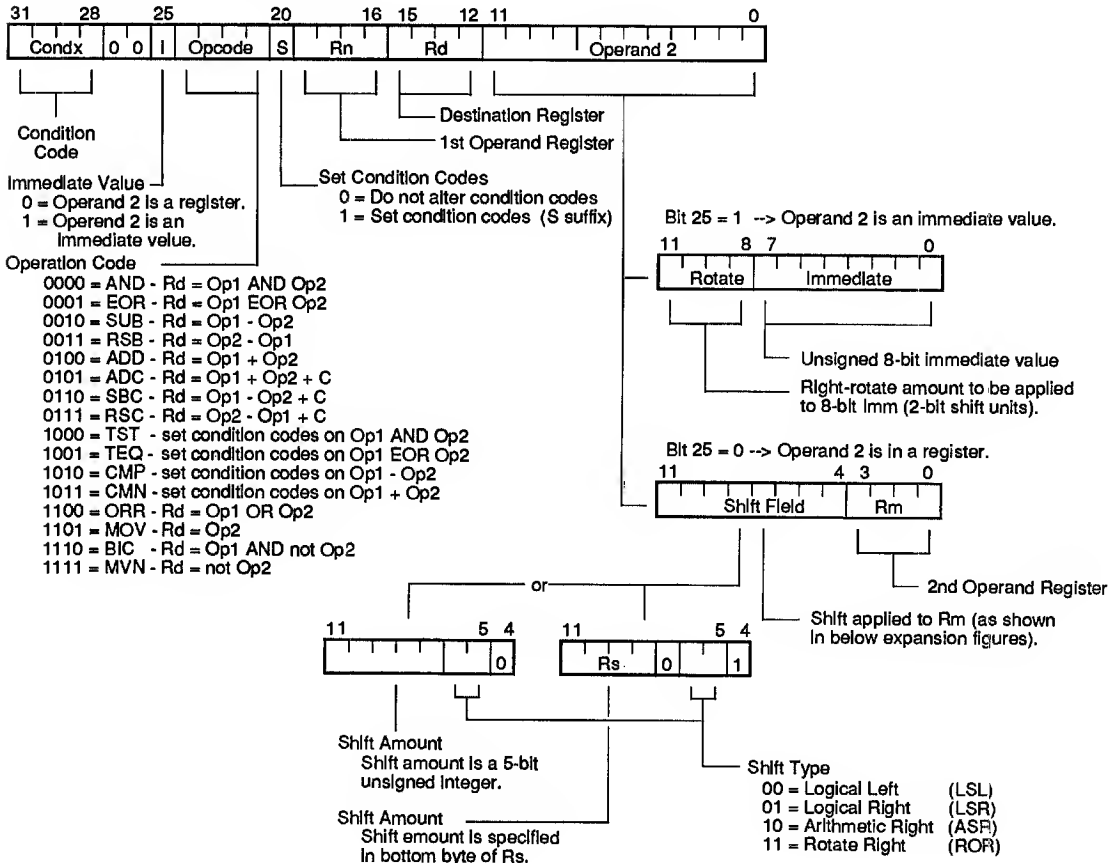 31 28 25 20 16 15 12 11 0
Condx 0 0 I Opcode S Rn Rd Operand 2
Destination Register
1st Operand Register
Condition
Code
Immediate Value
0 = Operand 2 is a register.
1 = Operend 2 is an
Immediate velue.
Set Condition Codes
0 = Do not alter condition codes
1 = Set condition codes (S suffix)
Operation Code
0000 = AND - Rd = Op1 AND Op2
0001 = EOR - Rd = Op1 EOR Op2
0010 = SUB - Rd = Op1 - Op2
0011 = RSB - Rd = Op2 - Op1
0100 = ADD - Rd = Op1 + Op2
0101 = ADC - Rd = Op1 + Op2 + C
0110 = SBC - Rd = Op1 - Op2 + C
0111 = RSC - Rd = Op2 - Op1 + C
1000 = TST - set condition codes on Op1 AND Op2
1001 = TEQ - set condition codes on Op1 EOR Op2
1010 = CMP - set condition codes on Op1 - Op2
1011 = CMN - set condition codes on Op1 + Op2
1100 = ORR - Rd = Op1 OR Op2
1101 = MOV - Rd = Op2
1110 = BIC - Rd = Op1 AND not Op2
1111 = MVN - Rd = not Op2
Bit 25 = 1 --> Operand 2 is an immediate value.
11 8 7 0
Rotate Immediate
Unsigned 8-bit immediate value
Right-rotate amount to be applied
to 8-bit Imm (2-bit shift units).
Bit 25 = 0 --> Operand 2 is in a register.
11 4 3 0
Shift Field Rm
2nd Operand Register
Shift applied to Rm (as shown
in below expansion figures).
or
11 5 4
0
11 5 4
Rs 0 1
Shift Amount
Shift amount is a 5-bit
unsigned integer.
Shift Amount
Shift emount is specified
in bottom byte of Rs.
Shift Type
00 = Logical Left (LSL)
01 = Logical Right (LSR)
10 = Arithmetic Right (ASR)
11 = Rotate Right (ROR)